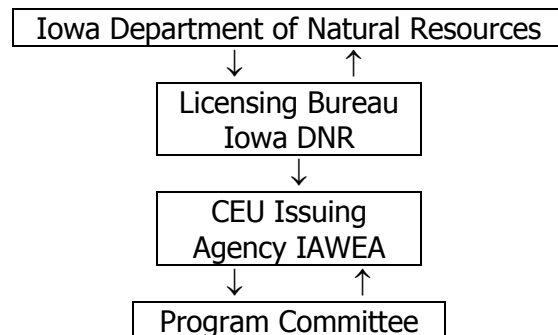 Iowa Department of Natural Resources
↓ ↑
Licensing Bureau
Iowa DNR
↓
CEU Issuing
Agency IAWEA
↓ ↑
Program Committee